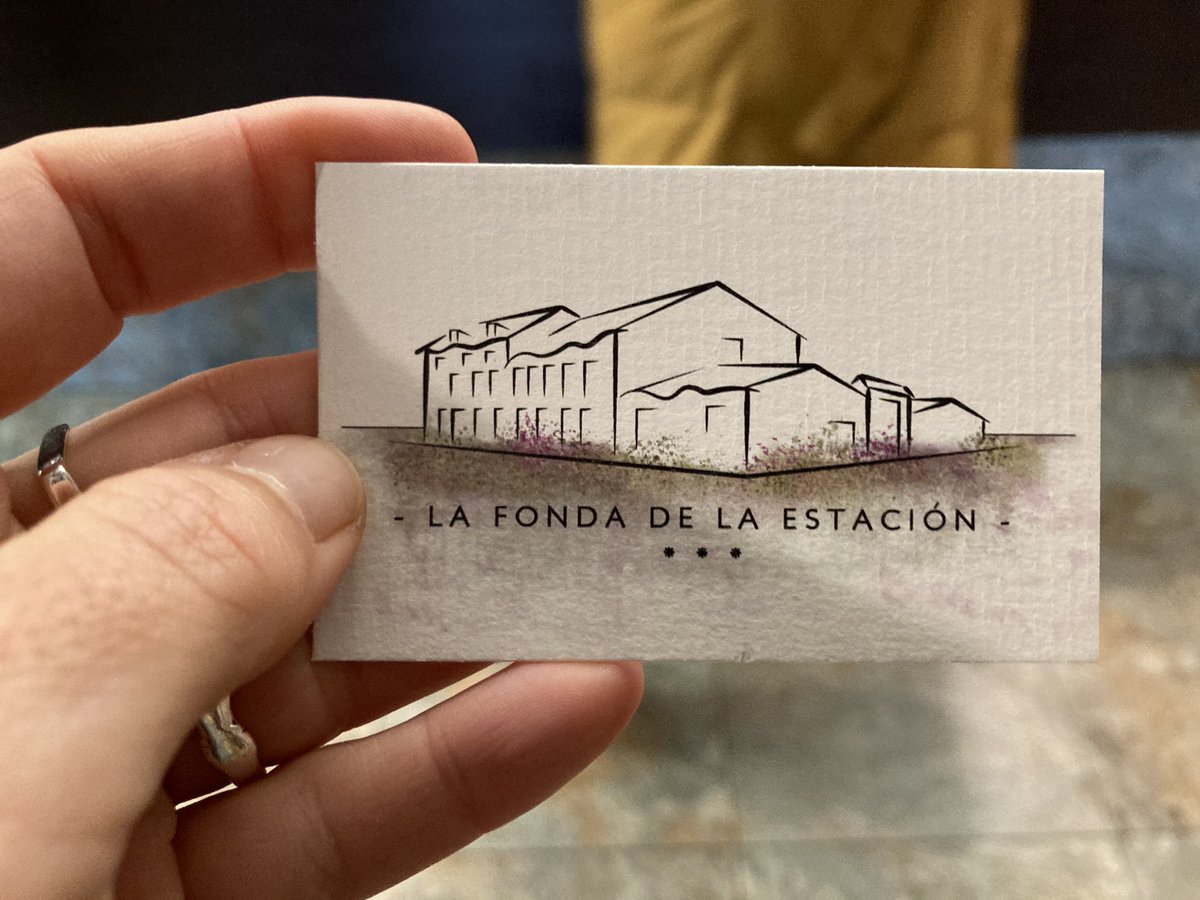 - LA FONDA DE LA ESTACIÓN -
* * *